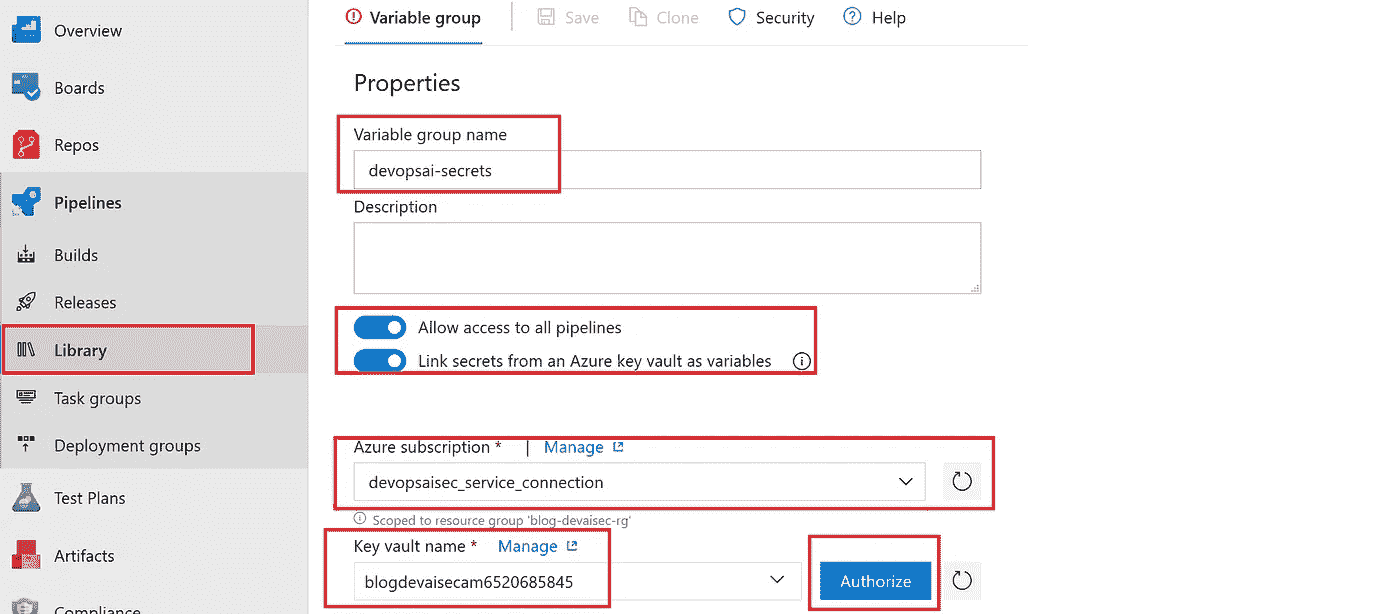 Overview
Boards
Repos
Pipelines
Builds
Releases
Library
Task groups
Deployment groups
Test Plans
Artifacts
Compliance
Variable group
Save
Clone
Security
Help
Properties
Variable group name
devopsai-secrets
Description
Allow access to all pipelines
Link secrets from an Azure key vault as variables
Azure subscription * | Manage
devopsaisec_service_connection
Scoped to resource group 'blog-devaisec-rg'
Key vault name * Manage
blogdevaisecam6520685845
Authorize